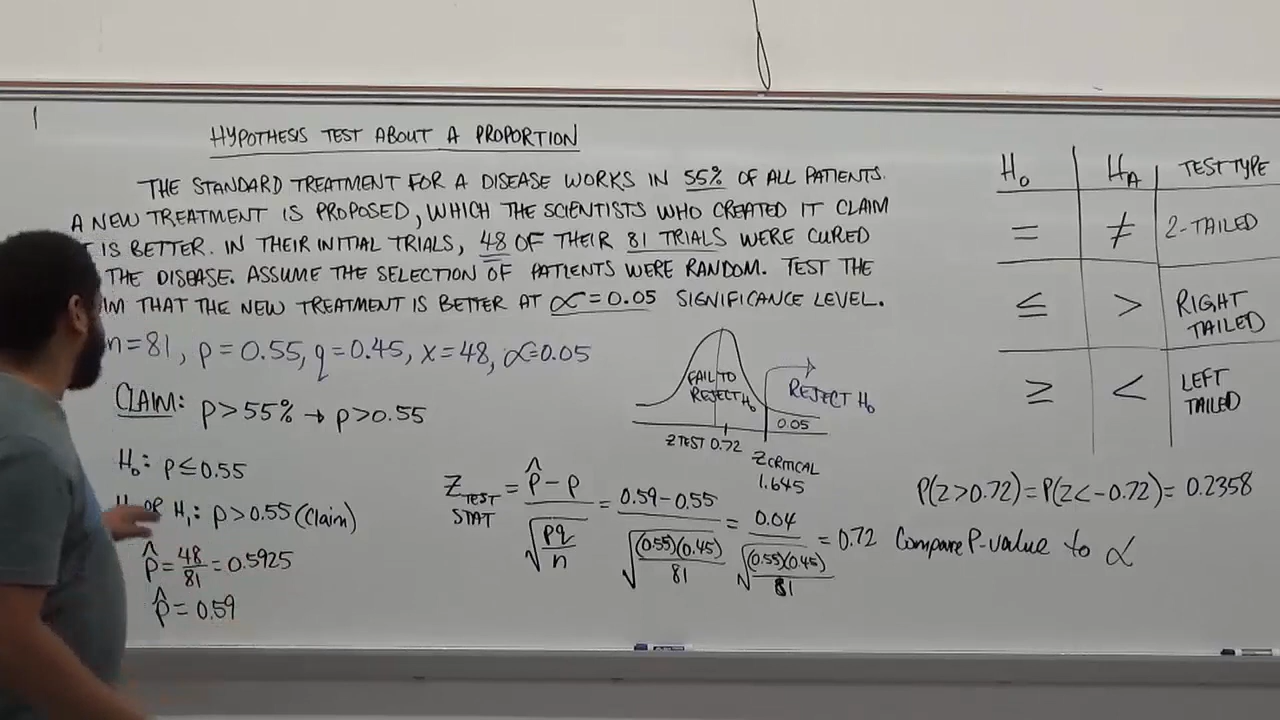 HYPOTHESIS TEST ABOUT A PROPORTION
THE STANDARD TREATMENT FOR A DISEASE WORKS IN 55% OF ALL PATIENTS.
A NEW TREATMENT IS PROPOSED, WHICH THE SCIENTISTS WHO CREATED IT CLAIM
IS BETTER. IN THEIR INITIAL TRIALS, 48 OF THEIR 81 TRIALS WERE CURED
THE DISEASE. ASSUME THE SELECTION OF PATIENTS WERE RANDOM. TEST THE
THAT THE NEW TREATMENT IS BETTER AT α=0.05 SIGNIFICANCE LEVEL.
n=81, p=0.55, q=0.45, x=48, α=0.05
CLAIM: p>55% → p>0.55
H₀: p≤0.55
OR H₁: p>0.55 (Claim)
p̂ = 48/81 = 0.5925
p̂ = 0.59
FAIL TO
REJECT H₀
REJECT H₀
0.05
Z TEST 0.72
Z CRITICAL
1.645
Z TEST STAT = (p̂ - p)/√(pq/n) = (0.59-0.55)/√((0.55)(0.45)/81) = 0.04/√((0.55)(0.45)/81) = 0.72
H₀ Hₐ TEST TYPE
= ≠ 2-TAILED
≤ > RIGHT
TAILED
≥ < LEFT
TAILED
P(z>0.72)=P(z<-0.72)=0.2358
Compare P-value to α